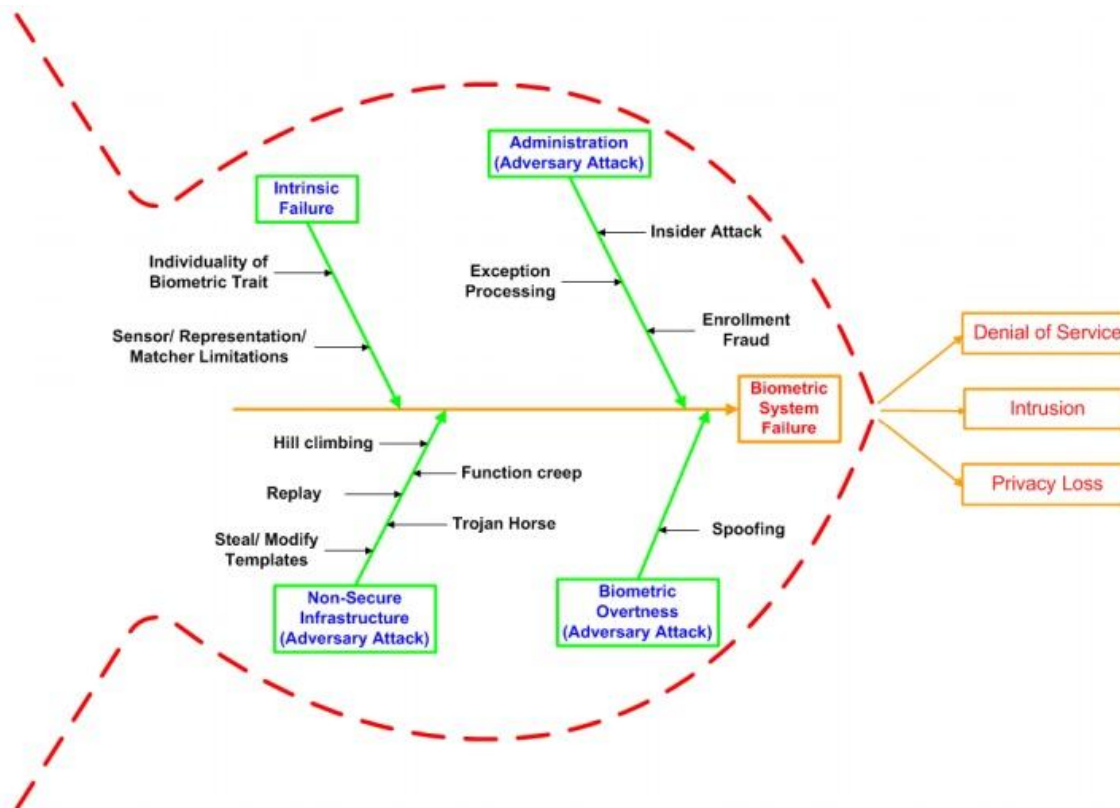 Administration
(Adversary Attack)
Intrinsic
Failure
Insider Attack
Individuality of
Biometric Trait
Exception
Processing
Enrollment
Fraud
Sensor/ Representation/
Matcher Limitations
Denial of Service
Biometric
System
Failure
Intrusion
Privacy Loss
Hill climbing
Function creep
Replay
Trojan Horse
Steal/ Modify
Templates
Spoofing
Non-Secure
Infrastructure
(Adversary Attack)
Biometric
Overtness
(Adversary Attack)